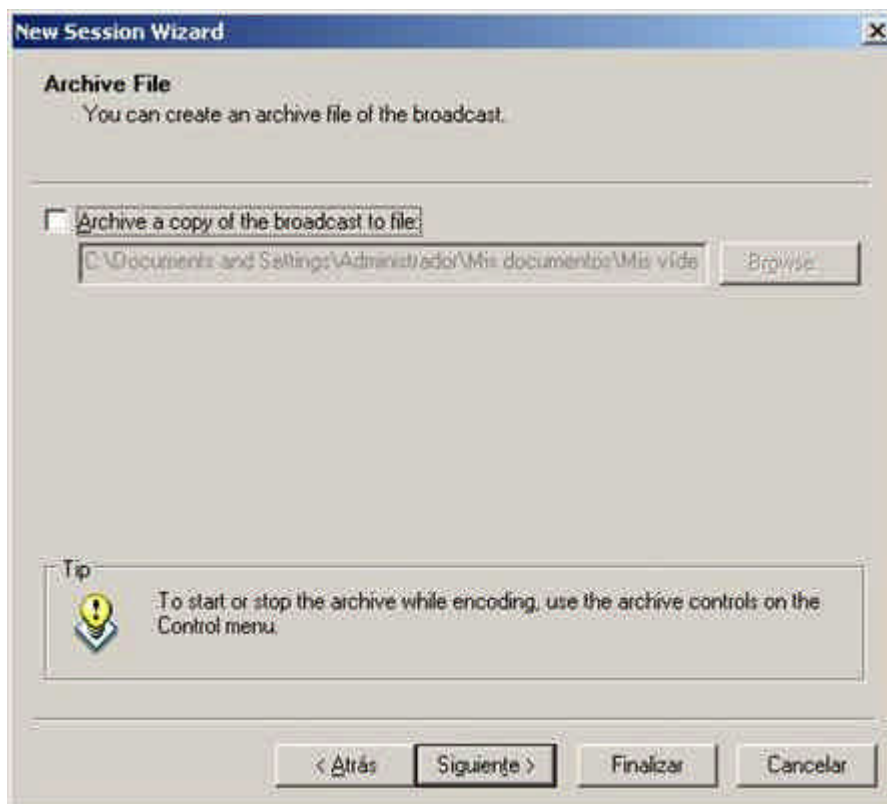 New Session Wizard
Archive File
You can create an archive file of the broadcast.
Archive a copy of the broadcast to file:
C:\Documents and Settings\Administrador\Mis documentos\Mis víde
Browse...
Tip
To start or stop the archive while encoding, use the archive controls on the
Control menu.
< Atrás
Siguiente >
Finalizar
Cancelar